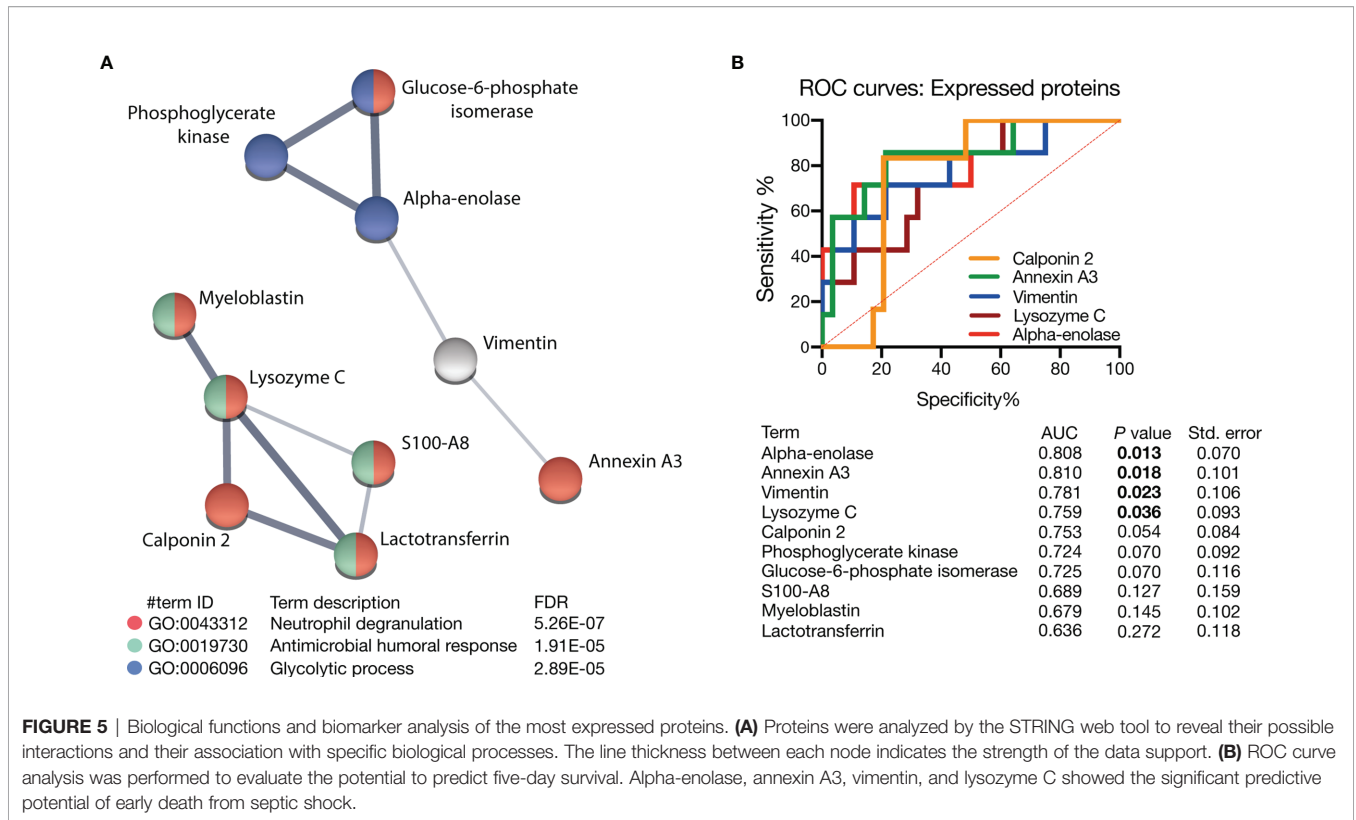 A
Glucose-6-phosphate
isomerase
Phosphoglycerate
kinase
Alpha-enolase
Myeloblastin
Vimentin
Lysozyme C
S100-A8
Annexin A3
Calponin 2
Lactotransferrin
#term ID Term description FDR
GO:0043312 Neutrophil degranulation 5.26E-07
GO:0019730 Antimicrobial humoral response 1.91E-05
GO:0006096 Glycolytic process 2.89E-05
B
ROC curves: Expressed proteins
100
80
60
40
20
0
Sensitivity %
Calponin 2
Annexin A3
Vimentin
Lysozyme C
Alpha-enolase
0 20 40 60 80 100
Specificity%
Term AUC P value Std. error
Alpha-enolase 0.808 0.013 0.070
Annexin A3 0.810 0.018 0.101
Vimentin 0.781 0.023 0.106
Lysozyme C 0.759 0.036 0.093
Calponin 2 0.753 0.054 0.084
Phosphoglycerate kinase 0.724 0.070 0.092
Glucose-6-phosphate isomerase 0.725 0.070 0.116
S100-A8 0.689 0.127 0.159
Myeloblastin 0.679 0.145 0.102
Lactotransferrin 0.636 0.272 0.118
FIGURE 5 | Biological functions and biomarker analysis of the most expressed proteins. (A) Proteins were analyzed by the STRING web tool to reveal their possible
interactions and their association with specific biological processes. The line thickness between each node indicates the strength of the data support. (B) ROC curve
analysis was performed to evaluate the potential to predict five-day survival. Alpha-enolase, annexin A3, vimentin, and lysozyme C showed the significant predictive
potential of early death from septic shock.